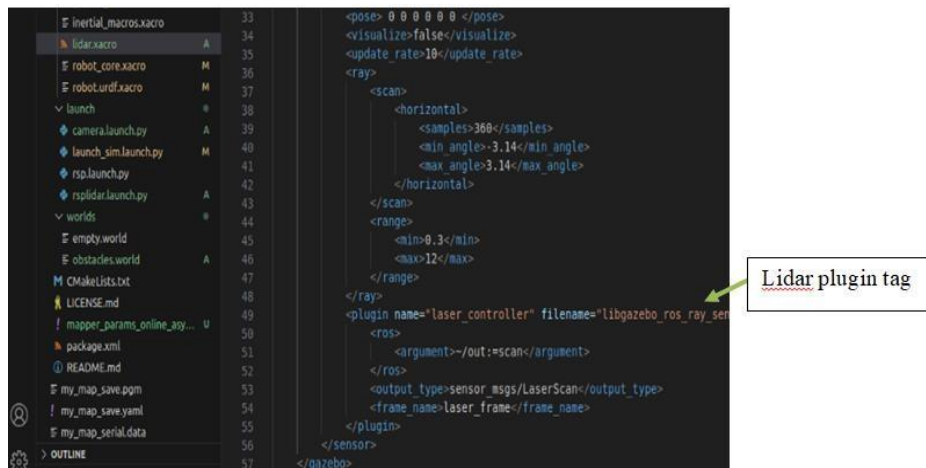 inertial_macros.xacro
lidar.xacro A
robot_core.xacro M
robot.urdf.xacro M
launch
camera.launch.py A
launch_sim.launch.py M
rsp.launch.py
rsplidar.launch.py A
worlds
empty.world
obstacles.world A
CMakeLists.txt
LICENSE.md
mapper_params_online_asy... U
package.xml
README.md
my_map_save.pgm
my_map_save.yaml
my_map_serial.data
OUTLINE
33 <pose> 0 0 0 0 0 0 </pose>
34 <visualize>false</visualize>
35 <update_rate>10</update_rate>
36 <ray>
37 <scan>
38 <horizontal>
39 <samples>360</samples>
40 <min_angle>-3.14</min_angle>
41 <max_angle>3.14</max_angle>
42 </horizontal>
43 </scan>
44 <range>
45 <min>0.3</min>
46 <max>12</max>
47 </range>
48 </ray>
49 <plugin name="laser_controller" filename="libgazebo_ros_ray_sen
50 <ros>
51 <argument>~/out:=scan</argument>
52 </ros>
53 <output_type>sensor_msgs/LaserScan</output_type>
54 <frame_name>laser_frame</frame_name>
55 </plugin>
56 </sensor>
57 </gazebo>
Lidar plugin tag